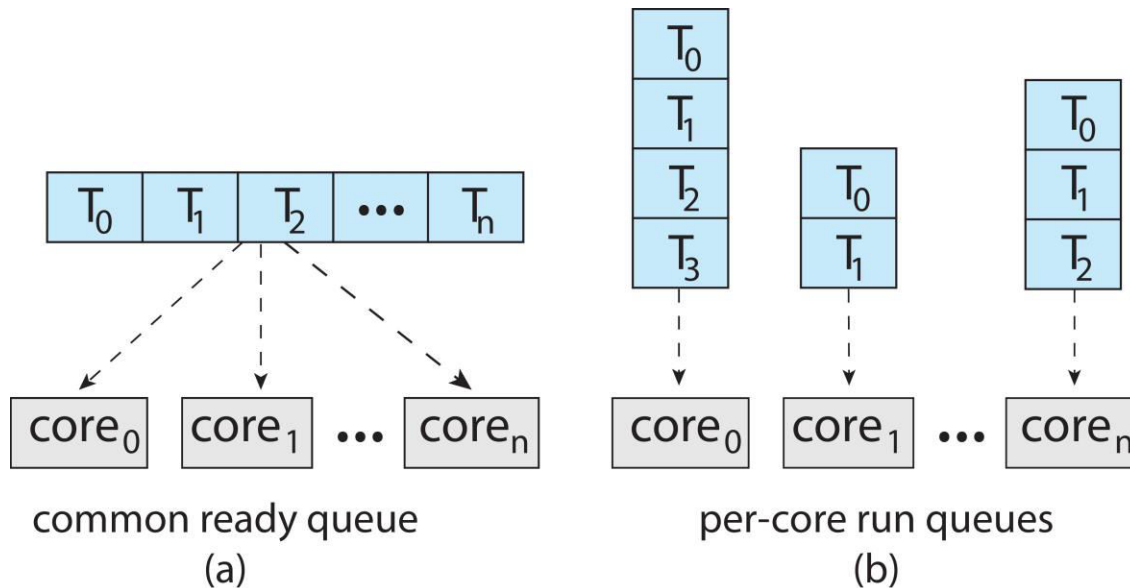 T₀ T₁ T₂ ••• Tₙ
core₀ core₁ ••• coreₙ
common ready queue
(a)
T₀
T₁
T₂
T₃
T₀
T₁
T₀
T₁
T₂
core₀ core₁ ••• coreₙ
per-core run queues
(b)